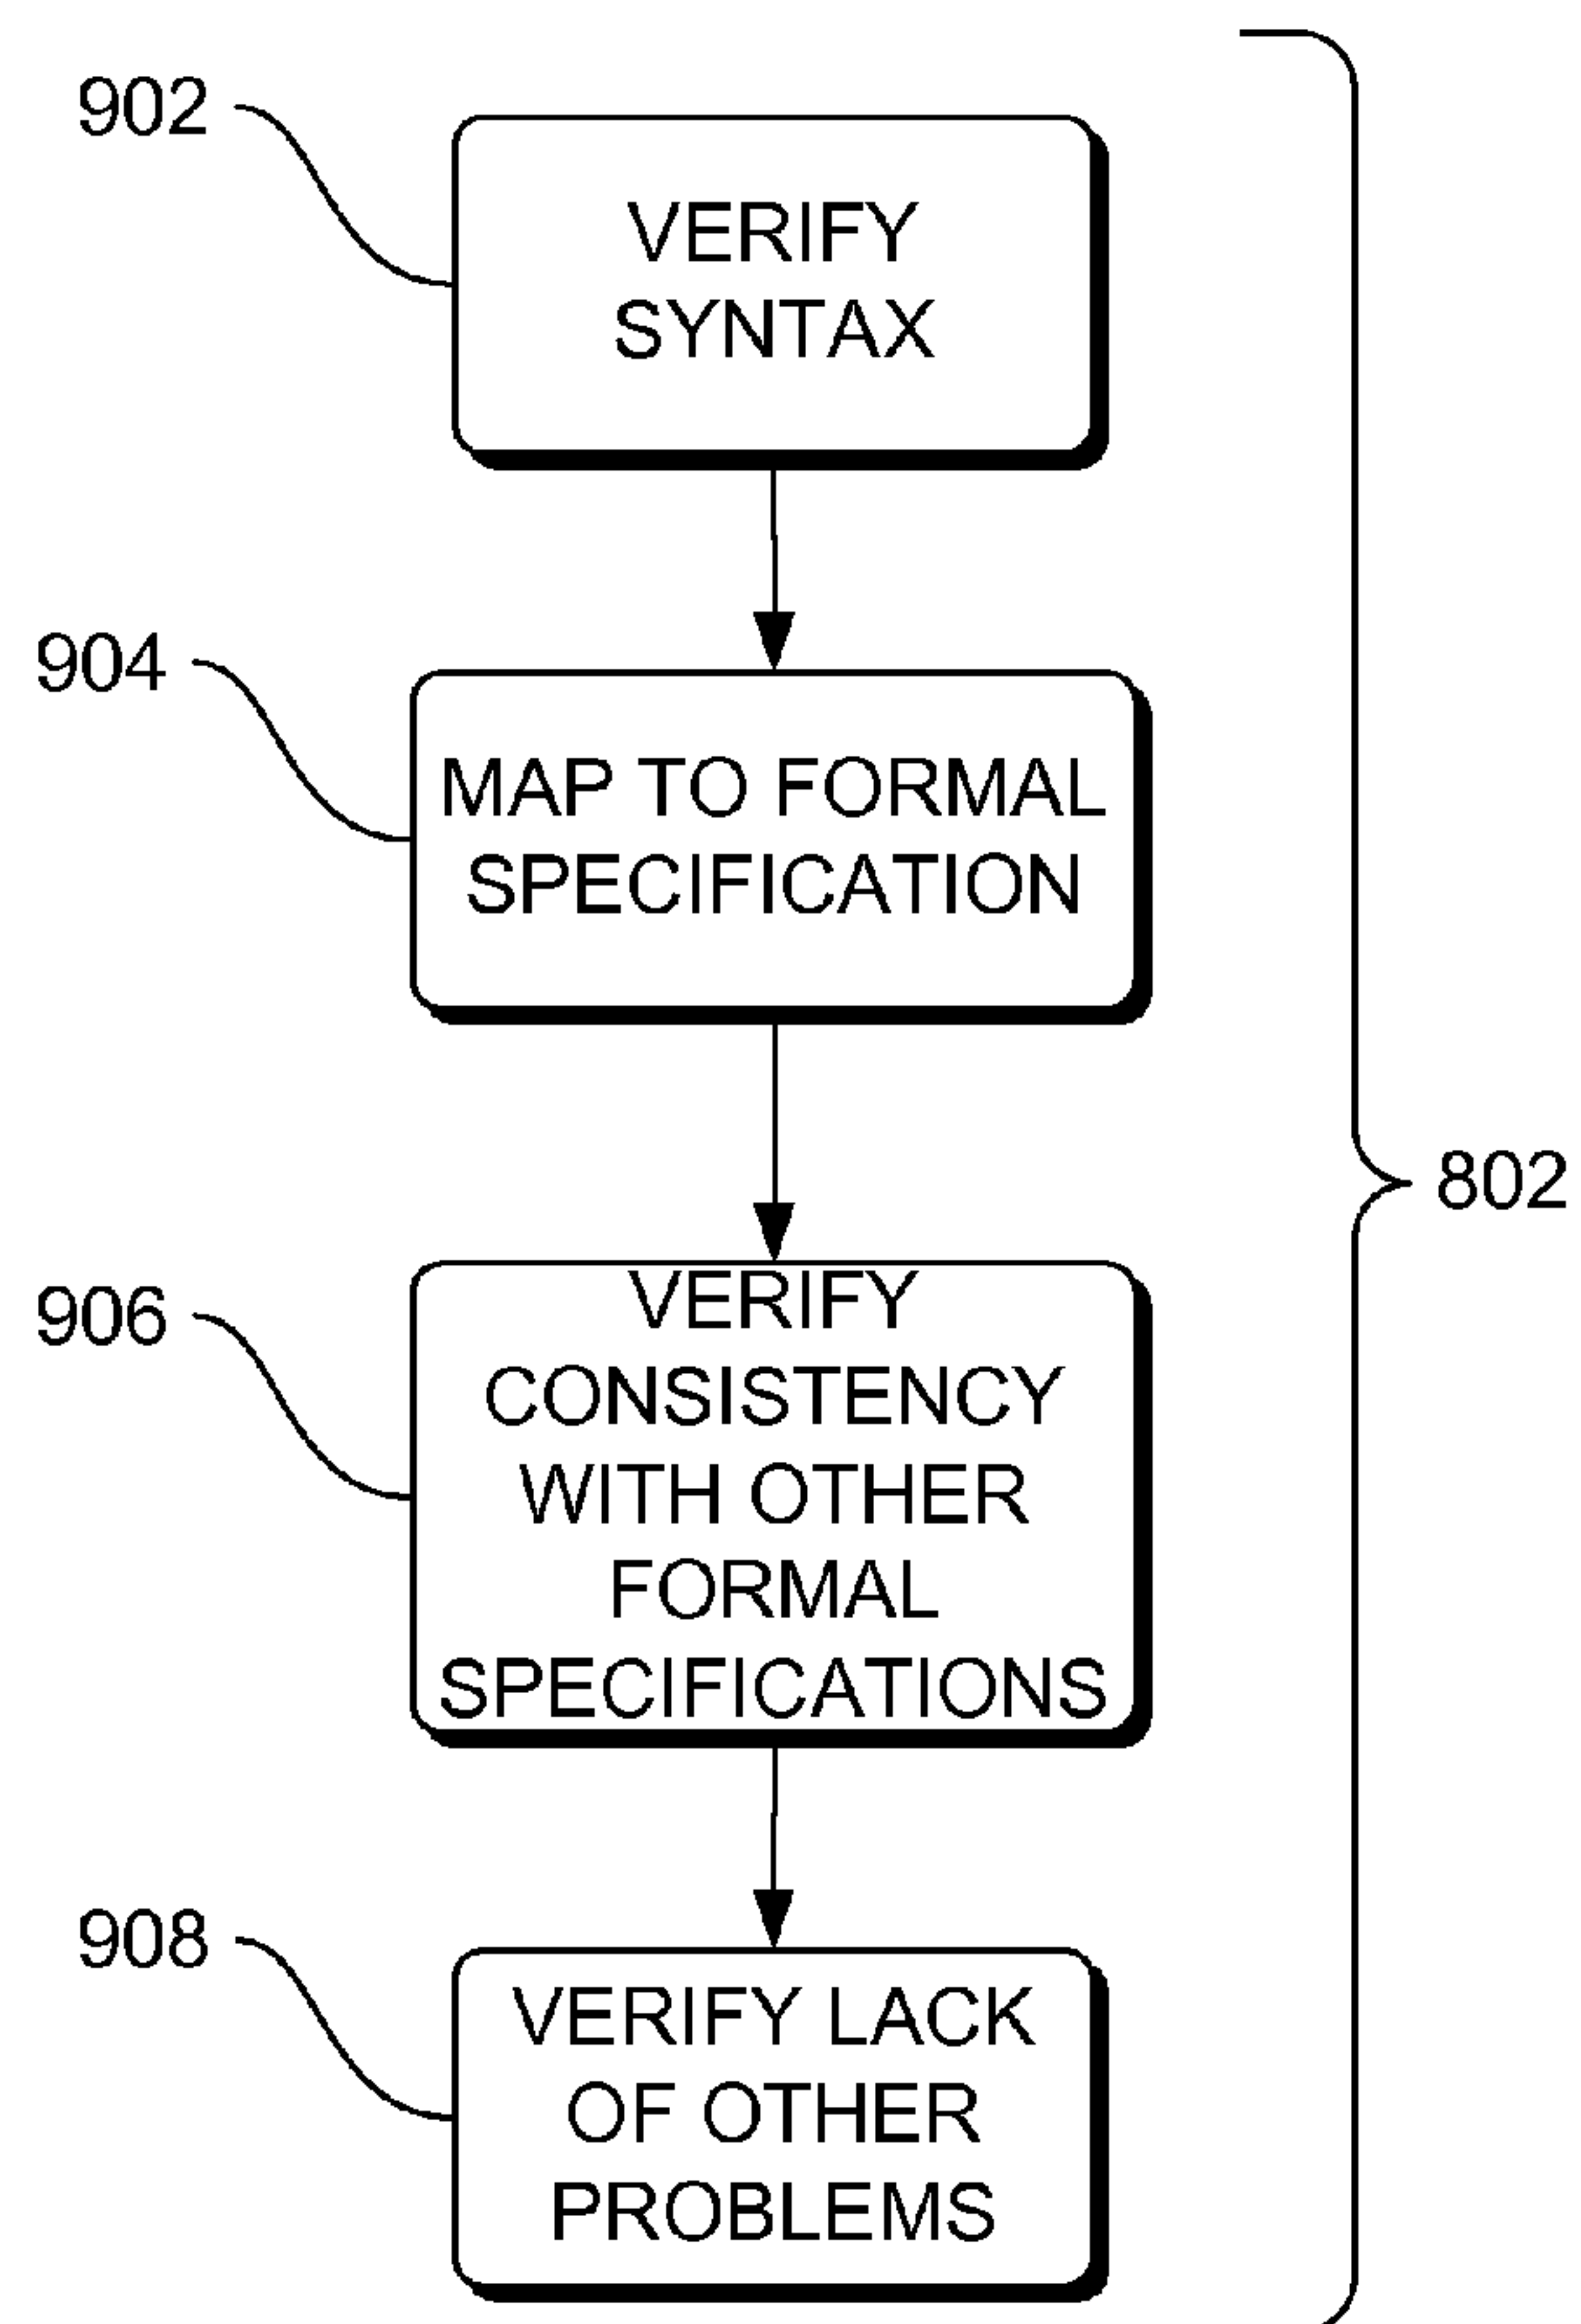 902
VERIFY
SYNTAX
904
MAP TO FORMAL
SPECIFICATION
802
906
VERIFY
CONSISTENCY
WITH OTHER
FORMAL
SPECIFICATIONS
908
VERIFY LACK
OF OTHER
PROBLEMS